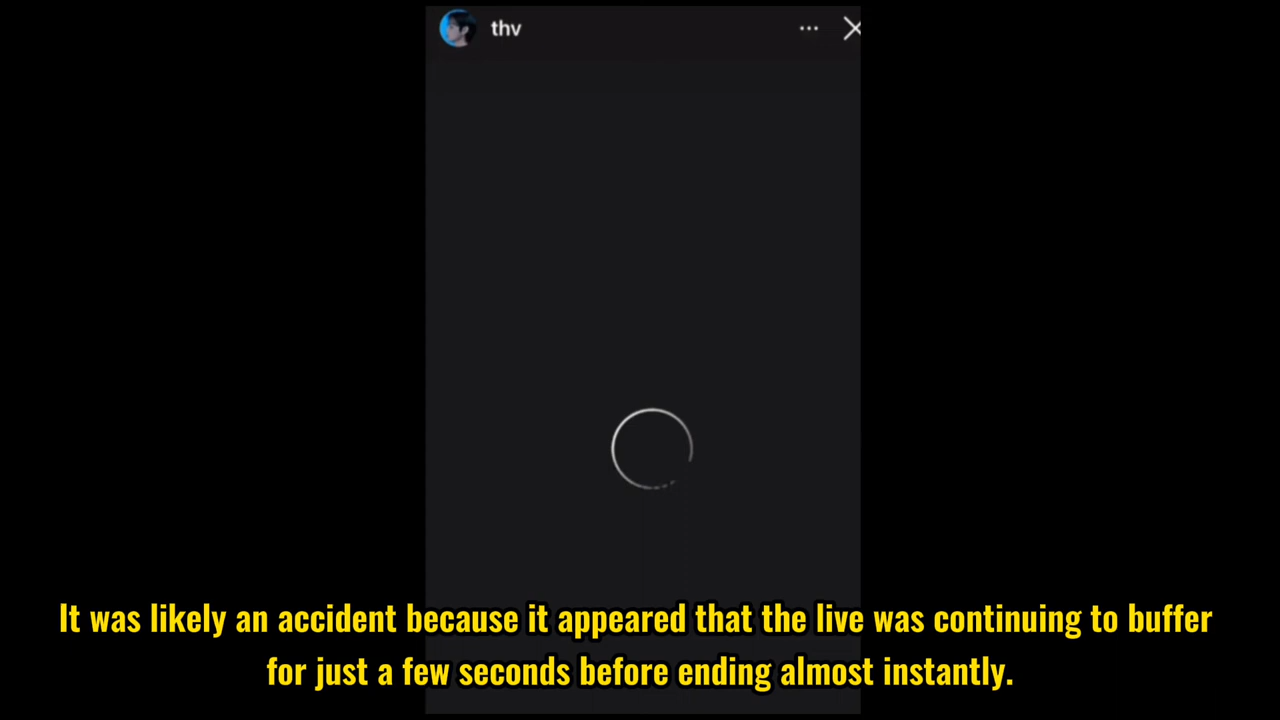 thv
It was likely an accident because it appeared that the live was continuing to buffer
for just a few seconds before ending almost instantly.